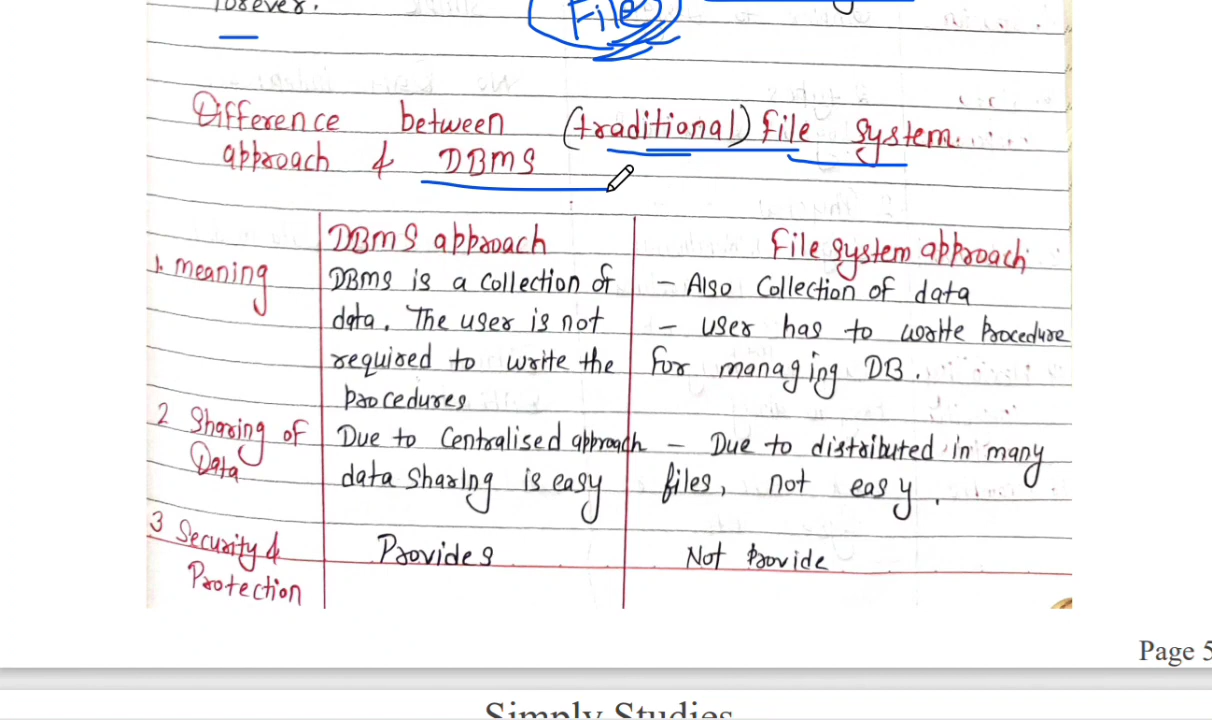 forever.
File
Difference between (traditional) File system.
approach & DBMS
DBMS approach
File system approach
1. meaning
DBMS is a collection of
data. The user is not
required to write the
procedures
- Also Collection of data
- user has to write Procedure
for managing DB.
2 Sharing of
Data
Due to Centralised approach
data Sharing is easy
- Due to distributed in many
files, not easy.
3 Security &
Protection
Provides
Not provide
Page 5
Simply Studies